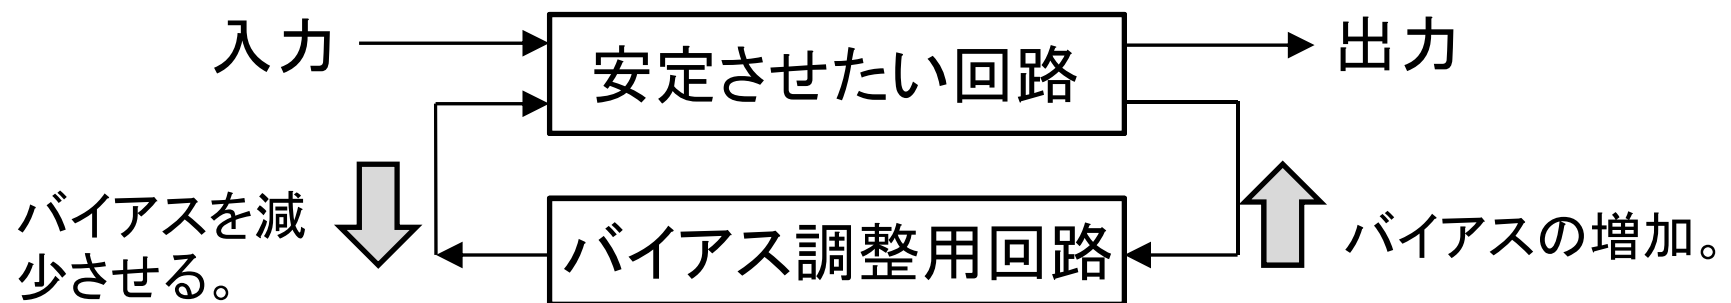 入力
安定させたい回路
出力
バイアスを減
少させる。
バイアス調整用回路
バイアスの増加。